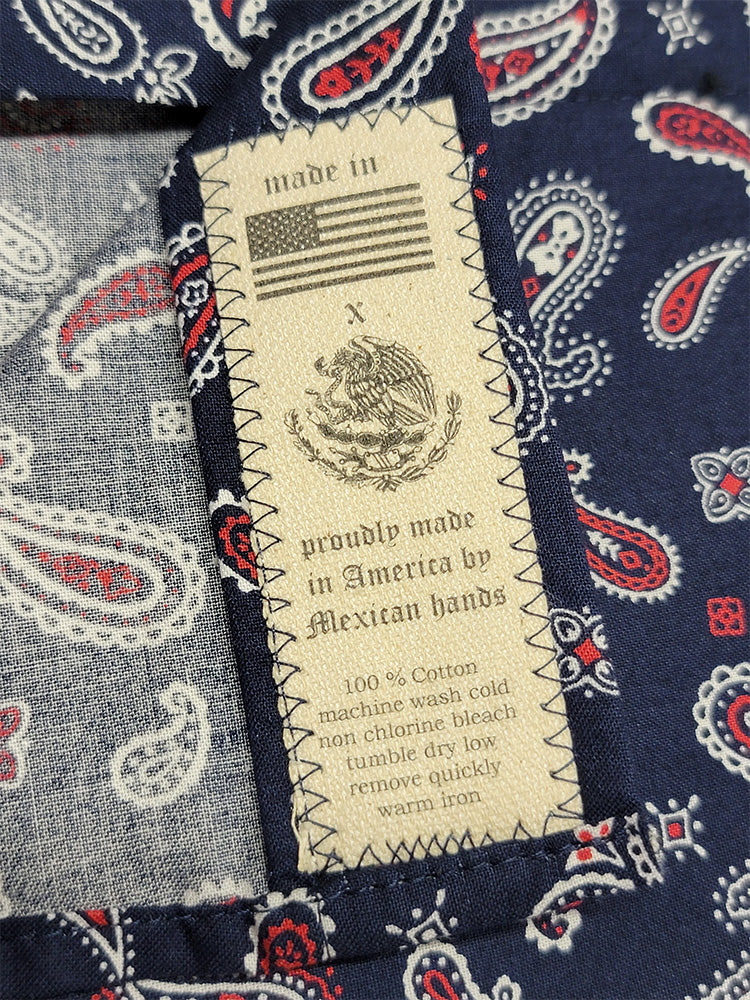 made in
x
proudly made
in America by
Mexican hands
100 % Cotton
machine wash cold
non chlorine bleach
tumble dry low
remove quickly
warm iron